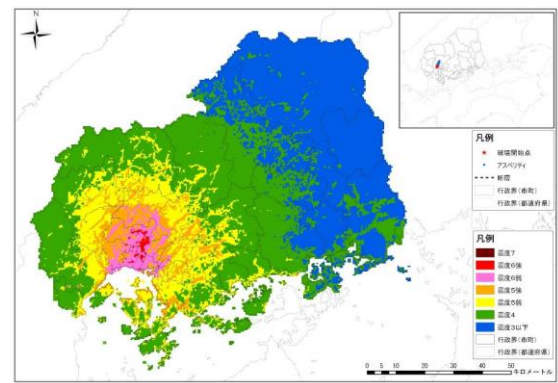 N
凡例
破壊開始点
アスペリティ
断層
行政界(市町)
行政界(都道府県)
凡例
震度7
震度6強
震度6弱
震度5強
震度5弱
震度4
震度3以下
行政界(市町)
行政界(都道府県)
0 5 10 20 30 40 50
キロメートル